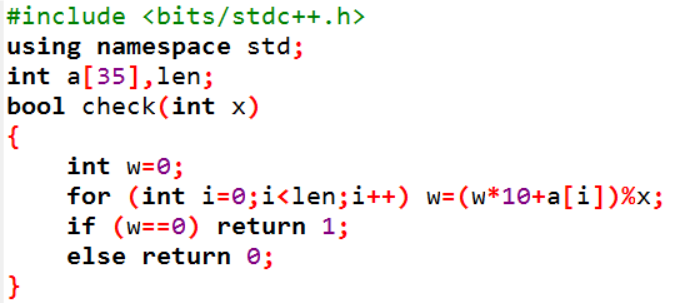 #include <bits/stdc++.h>
using namespace std;
int a[35],len;
bool check(int x)
{
    int w=0;
    for (int i=0;i<len;i++) w=(w*10+a[i])%x;
    if (w==0) return 1;
    else return 0;
}